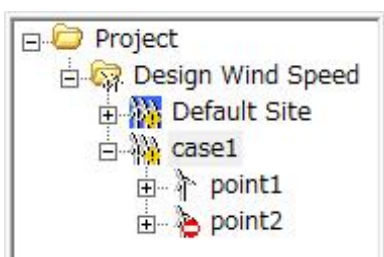 Project
Design Wind Speed
Default Site
case1
point1
point2